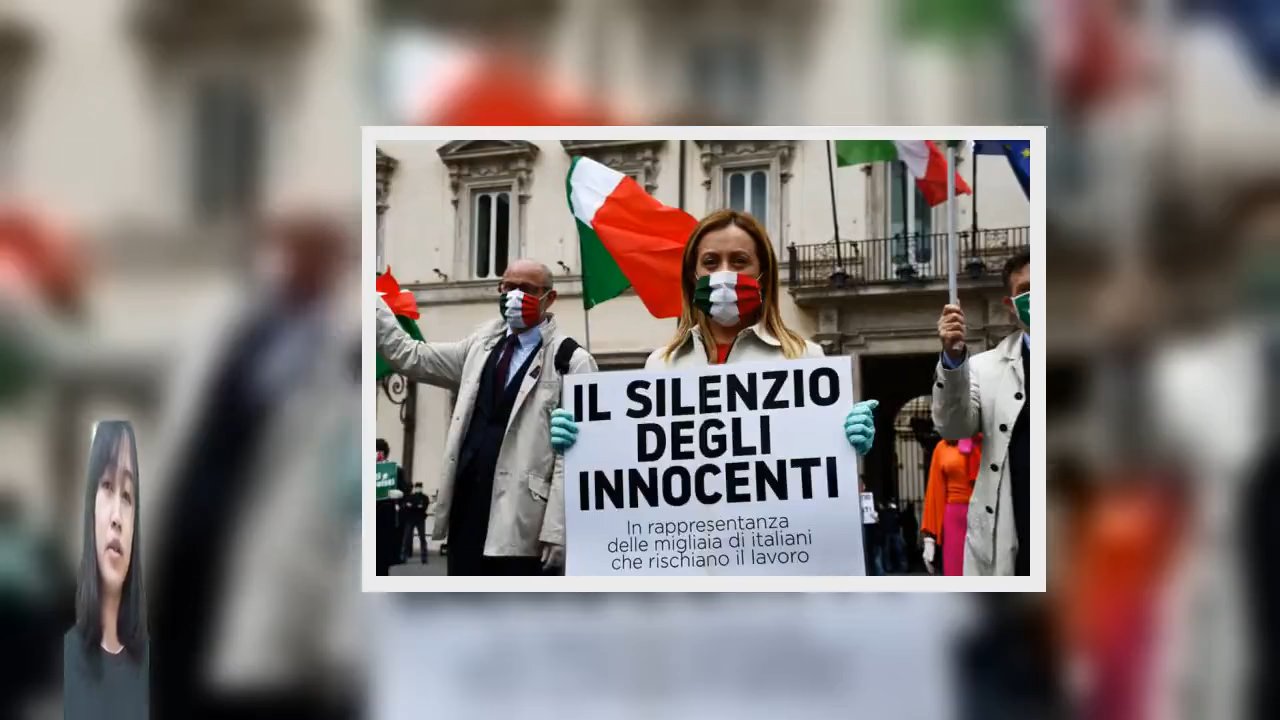 IL SILENZIO
DEGLI
INNOCENTI
In rappresentanza
delle migliaia di italiani
che rischiano il lavoro